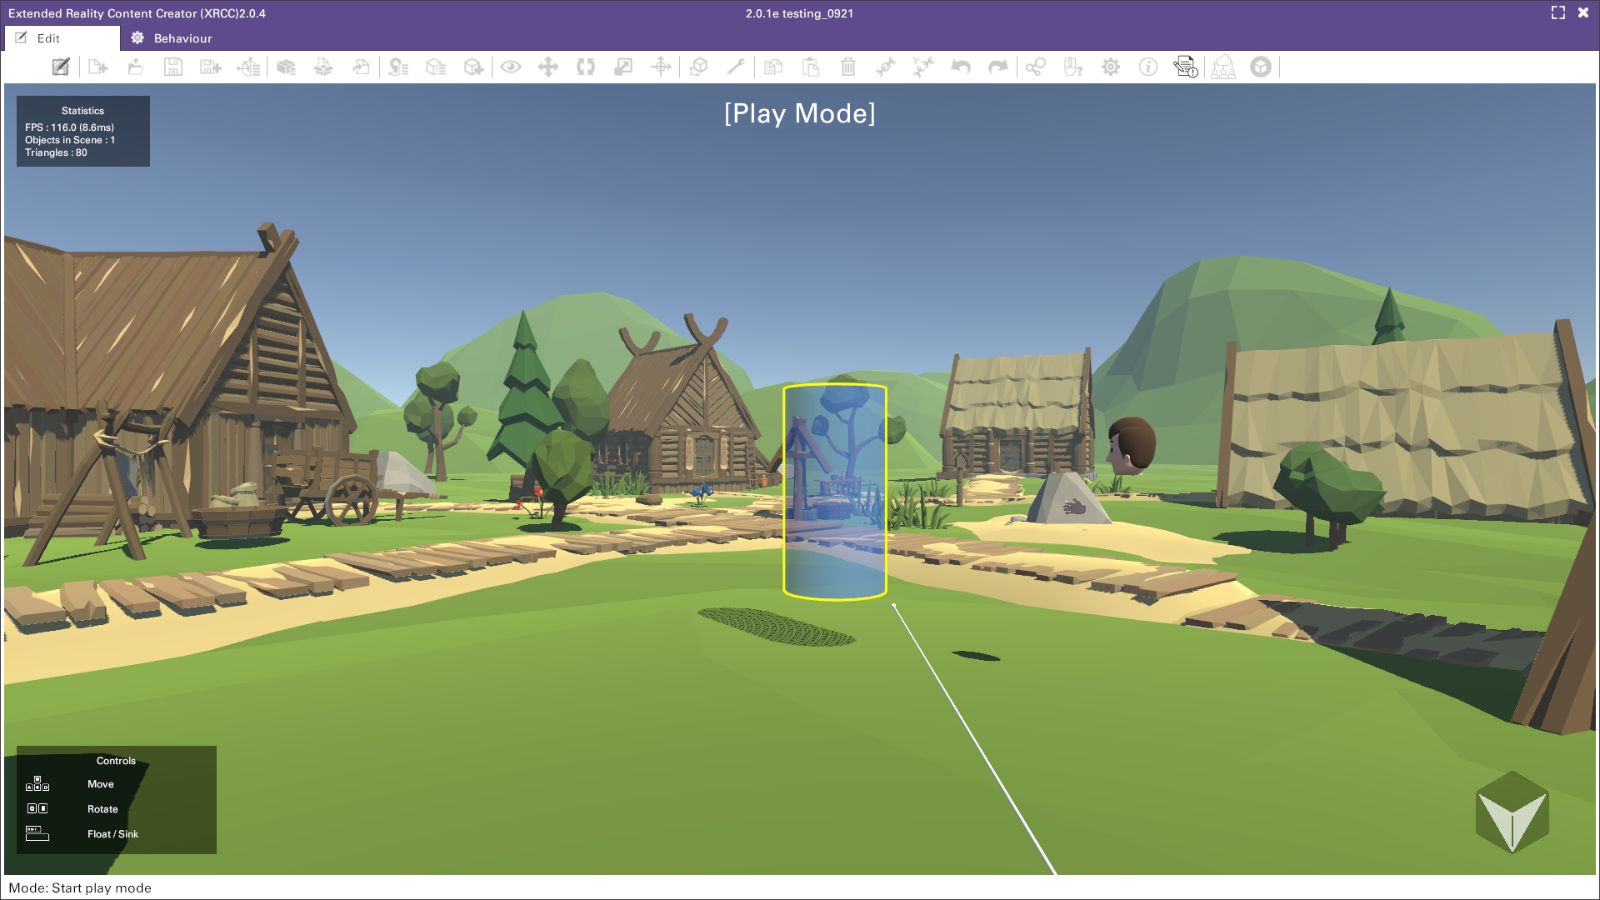 Extended Reality Content Creator (XRCC)2.0.4
2.0.1e testing_0921
Edit
Behaviour
[Play Mode]
Statistics
FPS : 116.0 (8.6ms)
Objects in Scene : 1
Triangles : 80
Controls
Move
Rotate
Float / Sink
Mode: Start play mode